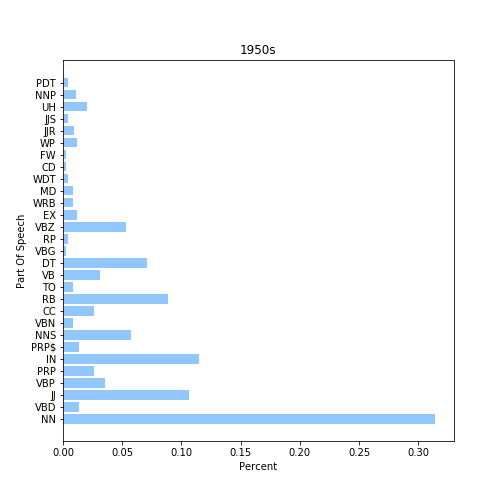 1950s
PDT
NNP
UH
JJS
JJR
WP
FW
CD
WDT
MD
WRB
EX
VBZ
RP
VBG
DT
VB
TO
RB
CC
VBN
NNS
PRP$
IN
PRP
VBP
JJ
VBD
NN
Part Of Speech
0.00 0.05 0.10 0.15 0.20 0.25 0.30
Percent